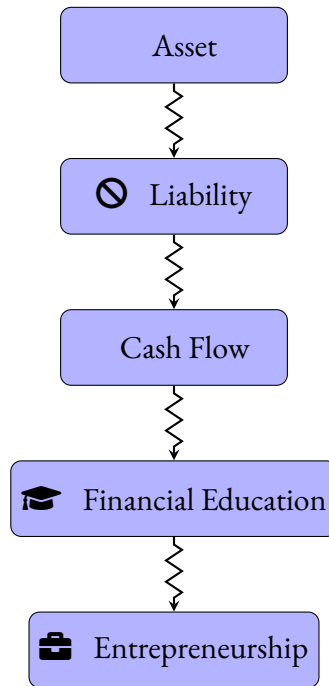 Asset
Liability
Cash Flow
Financial Education
Entrepreneurship